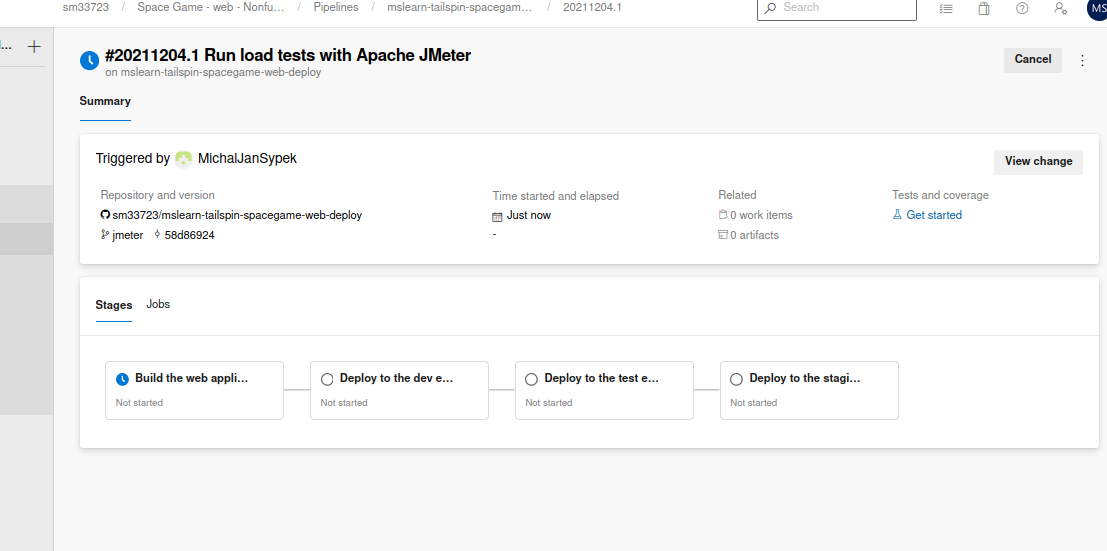 sm33723 / Space Game - web - Nonfu... / Pipelines / mslearn-tailspin-spacegam... / 20211204.1 Search MS
... +
#20211204.1 Run load tests with Apache JMeter
on mslearn-tailspin-spacegame-web-deploy
Cancel
Summary
Triggered by MichalJanSypek
View change
Repository and version Time started and elapsed Related Tests and coverage
sm33723/mslearn-tailspin-spacegame-web-deploy Just now 0 work items Get started
jmeter 58d86924 - 0 artifacts
Stages Jobs
Build the web appli... Deploy to the dev e... Deploy to the test e... Deploy to the stagi...
Not started Not started Not started Not started